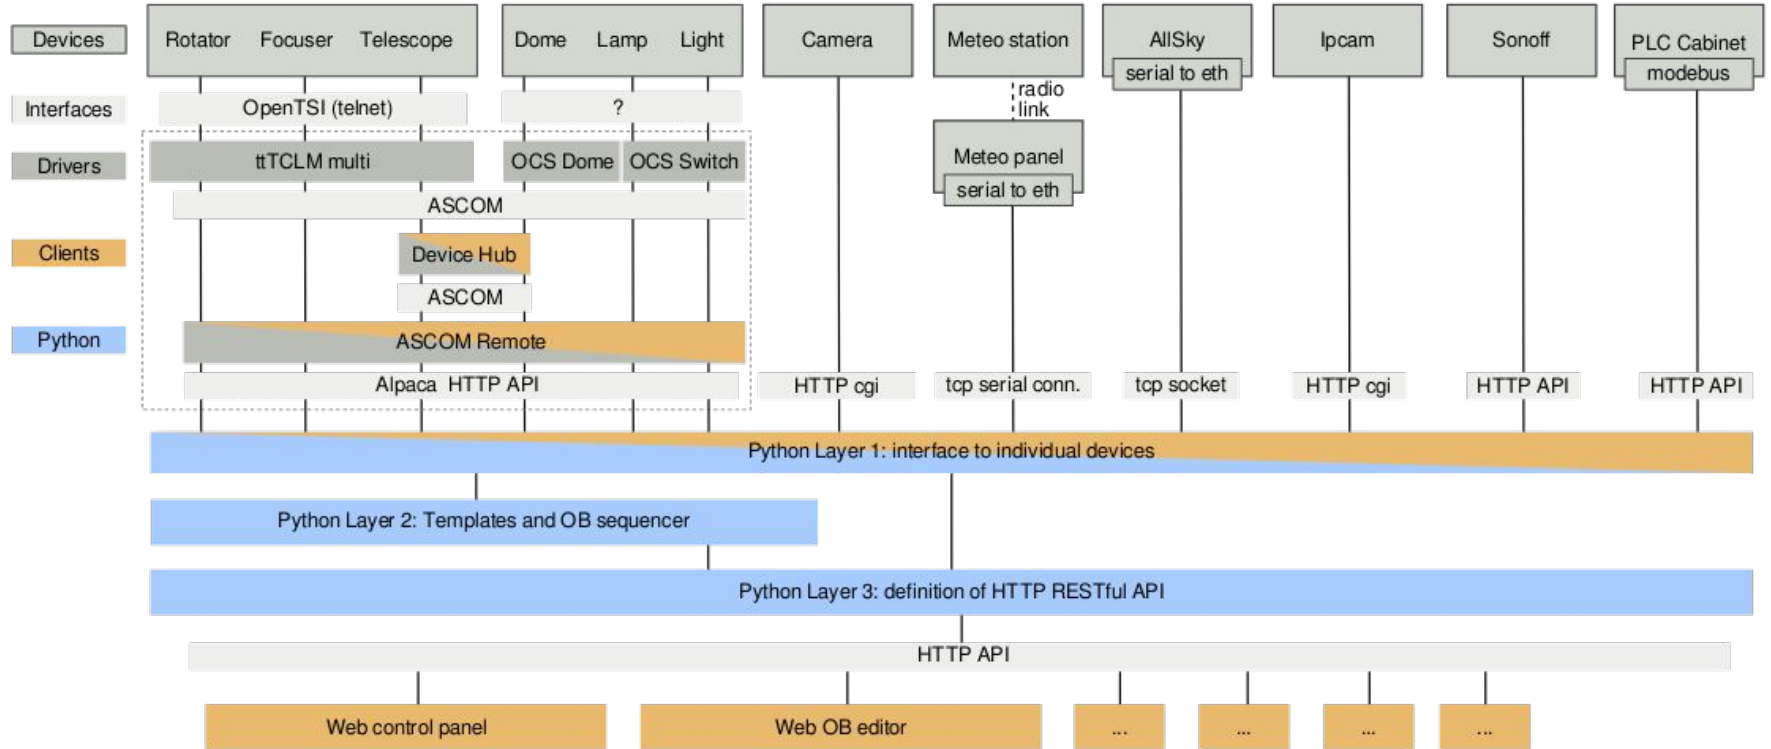 Devices
Rotator Focuser Telescope
Dome Lamp Light
Camera
Meteo station
AllSky
serial to eth
Ipcam
Sonoff
PLC Cabinet
modebus
Interfaces
OpenTSI (telnet)
?
radio
link
Drivers
ttTCLM multi
OCS Dome
OCS Switch
Meteo panel
serial to eth
ASCOM
Clients
Device Hub
ASCOM
Python
ASCOM Remote
Alpaca HTTP API
HTTP cgi
tcp serial conn.
tcp socket
HTTP cgi
HTTP API
HTTP API
Python Layer 1: interface to individual devices
Python Layer 2: Templates and OB sequencer
Python Layer 3: definition of HTTP RESTful API
HTTP API
Web control panel
Web OB editor
...
...
...
...